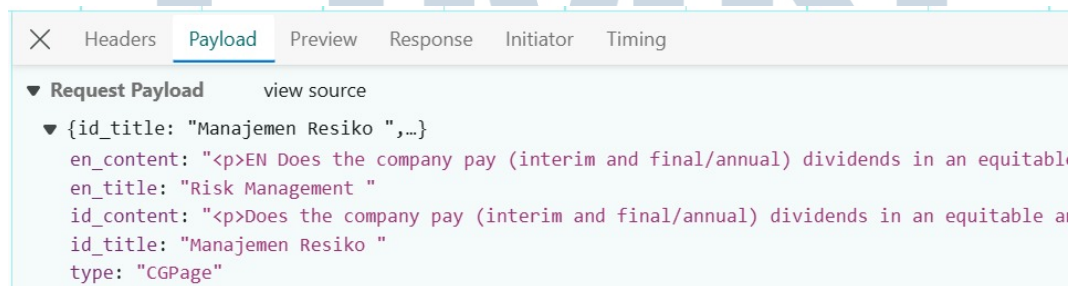 Headers Payload Preview Response Initiator Timing
Request Payload view source
{id_title: "Manajemen Resiko ",…}
en_content: "<p>EN Does the company pay (interim and final/annual) dividends in an equitable
en_title: "Risk Management "
id_content: "<p>Does the company pay (interim and final/annual) dividends in an equitable
id_title: "Manajemen Resiko "
type: "CGPage"